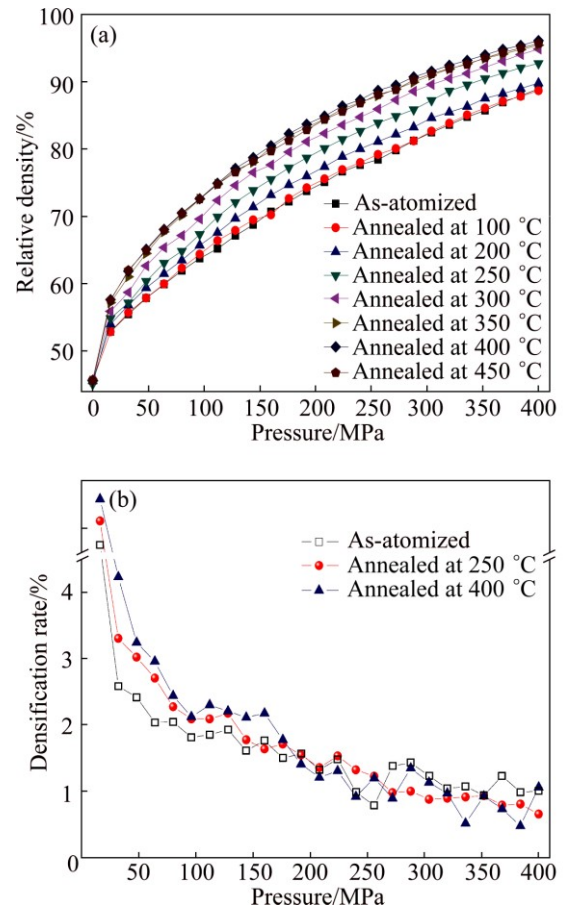 (a)
100
90
80
70
60
50
Relative density/%
As-atomized
Annealed at 100 °C
Annealed at 200 °C
Annealed at 250 °C
Annealed at 300 °C
Annealed at 350 °C
Annealed at 400 °C
Annealed at 450 °C
0 50 100 150 200 250 300 350 400
Pressure/MPa
(b)
As-atomized
Annealed at 250 °C
Annealed at 400 °C
4
3
2
1
0
Densification rate/%
50 100 150 200 250 300 350 400
Pressure/MPa